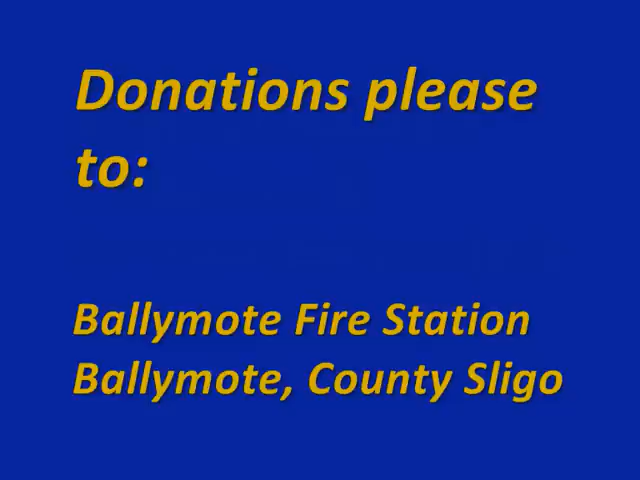 Donations please
to:
Ballymote Fire Station
Ballymote, County Sligo